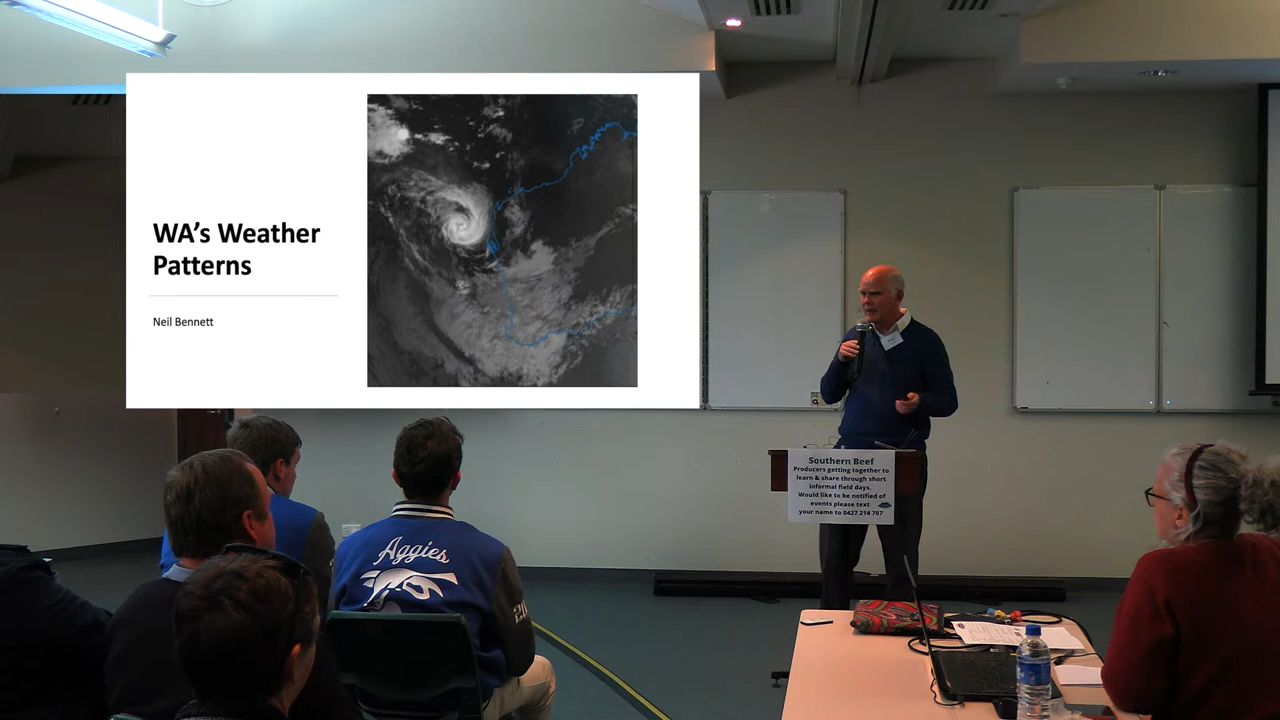 WA's Weather
Patterns
Neil Bennett
Southern Beef
Producers getting together to
learn & share through short
informal field days.
Would like to be notified of
events please text
your name to 0427 214 707
Aggies